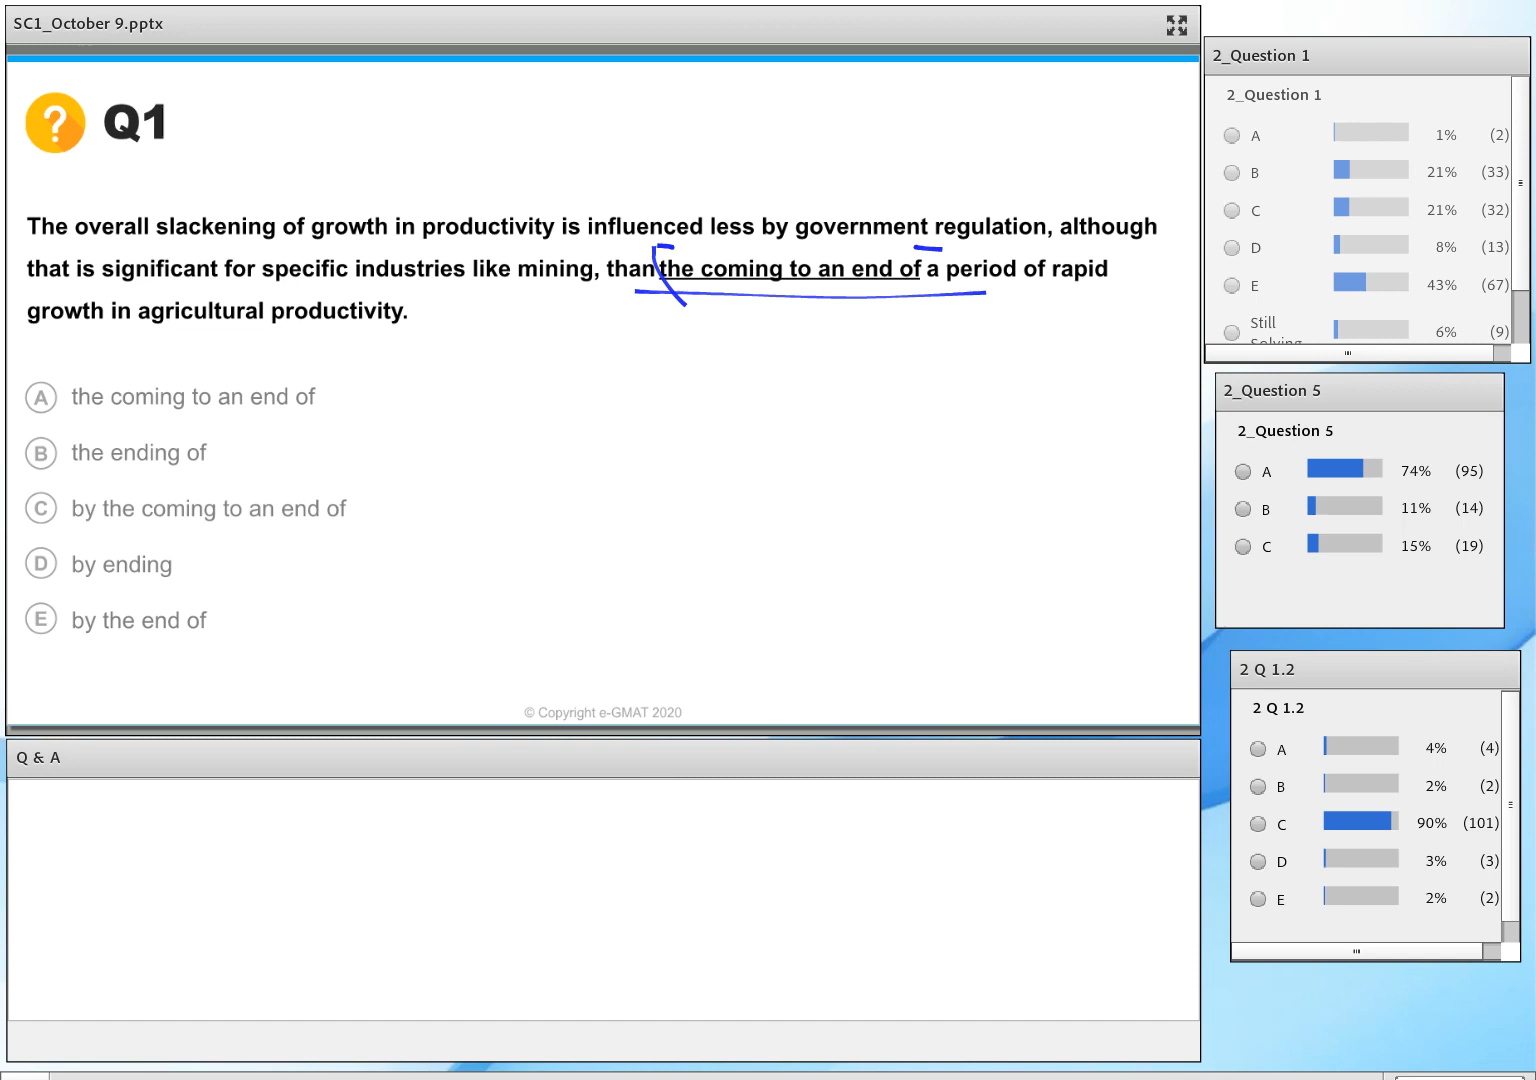 SC1_October 9.pptx
Q1
The overall slackening of growth in productivity is influenced less by government regulation, although
that is significant for specific industries like mining, than the coming to an end of a period of rapid
growth in agricultural productivity.
A the coming to an end of
B the ending of
C by the coming to an end of
D by ending
E by the end of
© Copyright e-GMAT 2020
Q & A
2_Question 1
2_Question 1
A 1% (2)
B 21% (33)
C 21% (32)
D 8% (13)
E 43% (67)
Still
Solving
6% (9)
2_Question 5
2_Question 5
A 74% (95)
B 11% (14)
C 15% (19)
2 Q 1.2
2 Q 1.2
A 4% (4)
B 2% (2)
C 90% (101)
D 3% (3)
E 2% (2)